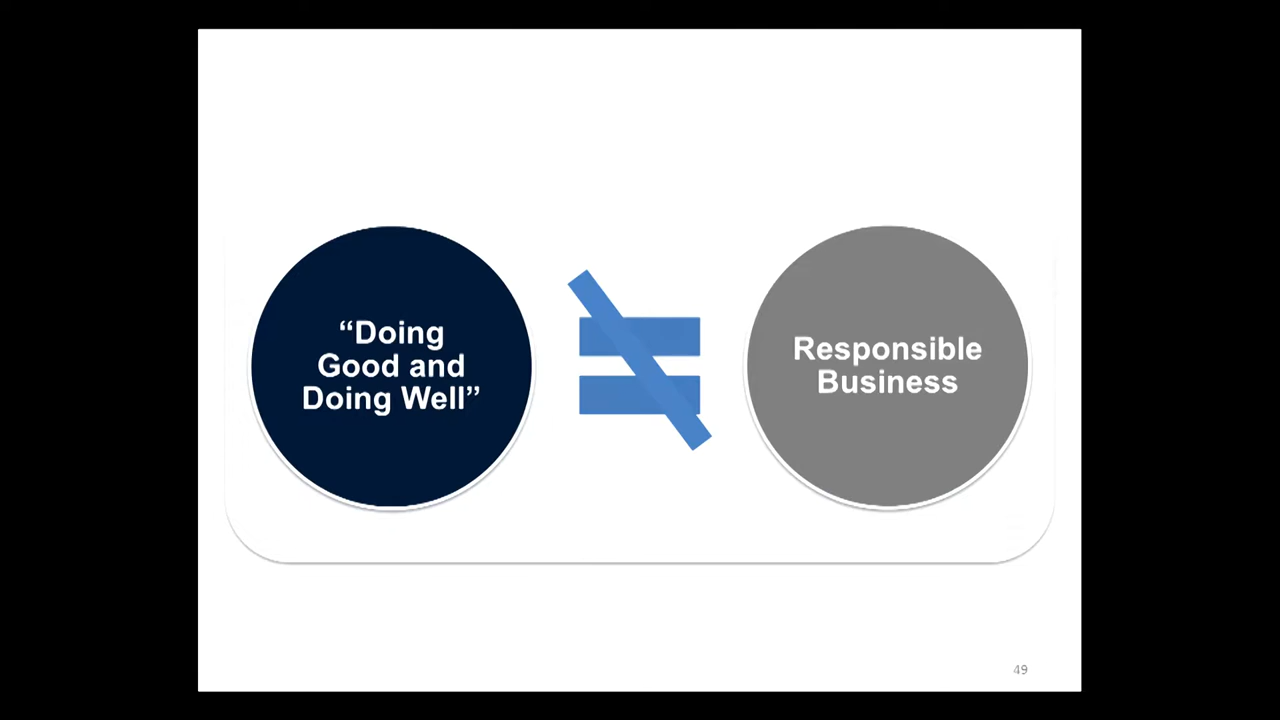 “Doing
Good and
Doing Well”
Responsible
Business
49